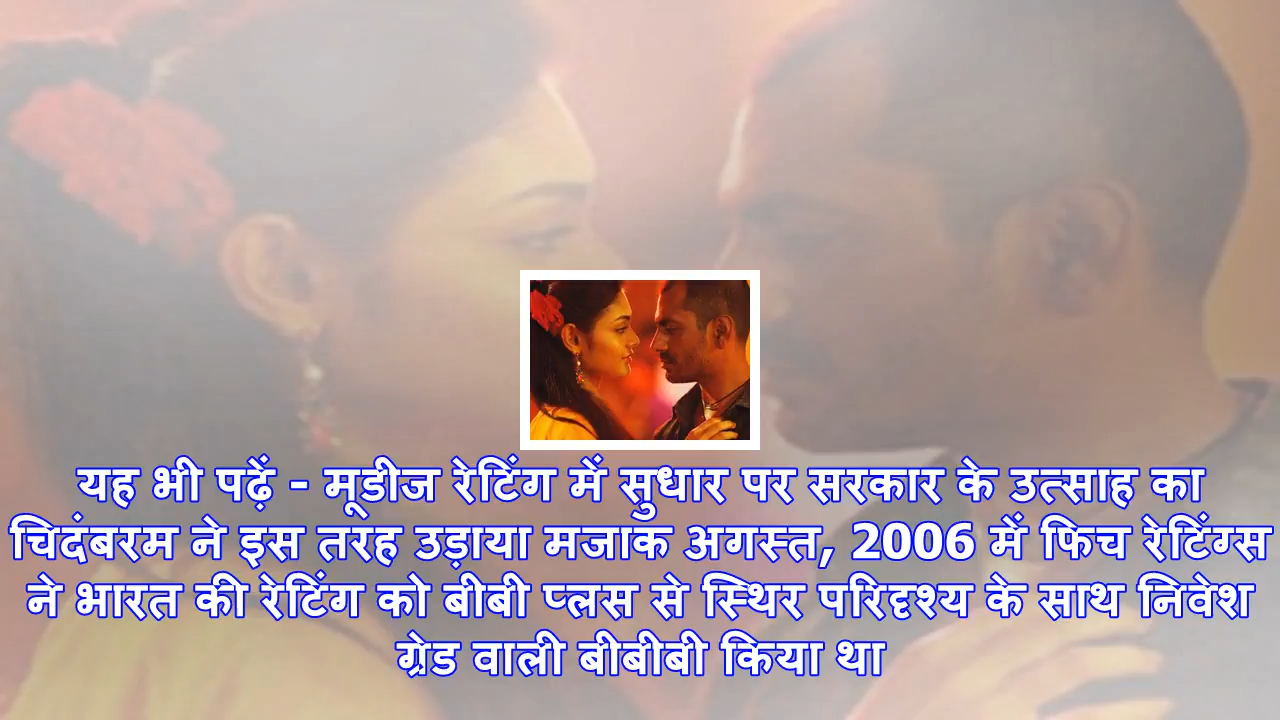 यह भी पढ़ें - मूडीज रेटिंग में सुधार पर सरकार के उत्साह का
चिदंबरम ने इस तरह उड़ाया मजाक अगस्त, 2006 में फिच रेटिंग्स
ने भारत की रेटिंग को बीबी प्लस से स्थिर परिदृश्य के साथ निवेश
ग्रेड वाली बीबीबी किया था